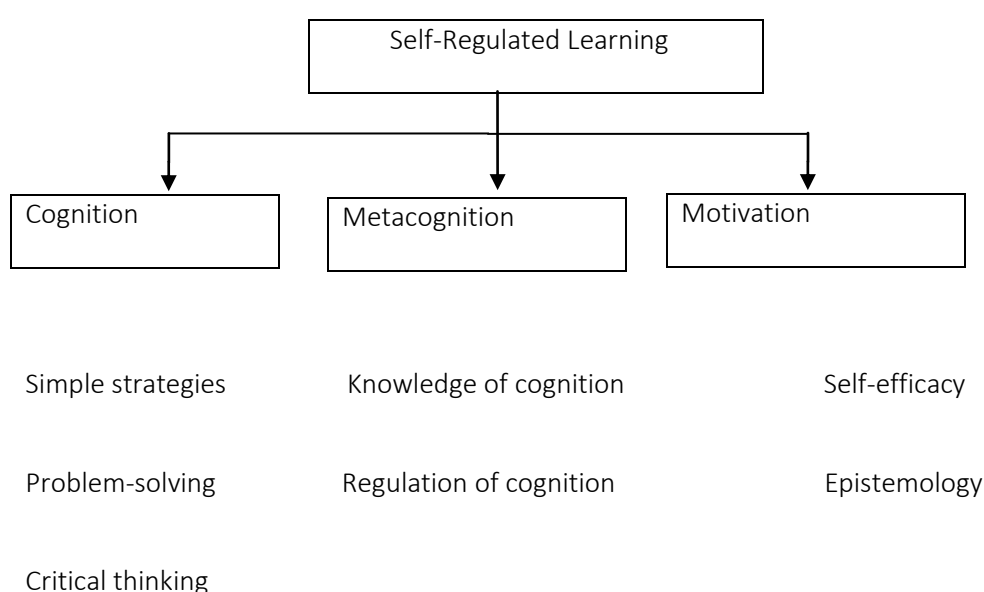 Self-Regulated Learning
Cognition
Metacognition
Motivation
Simple strategies
Knowledge of cognition
Self-efficacy
Problem-solving
Regulation of cognition
Epistemology
Critical thinking